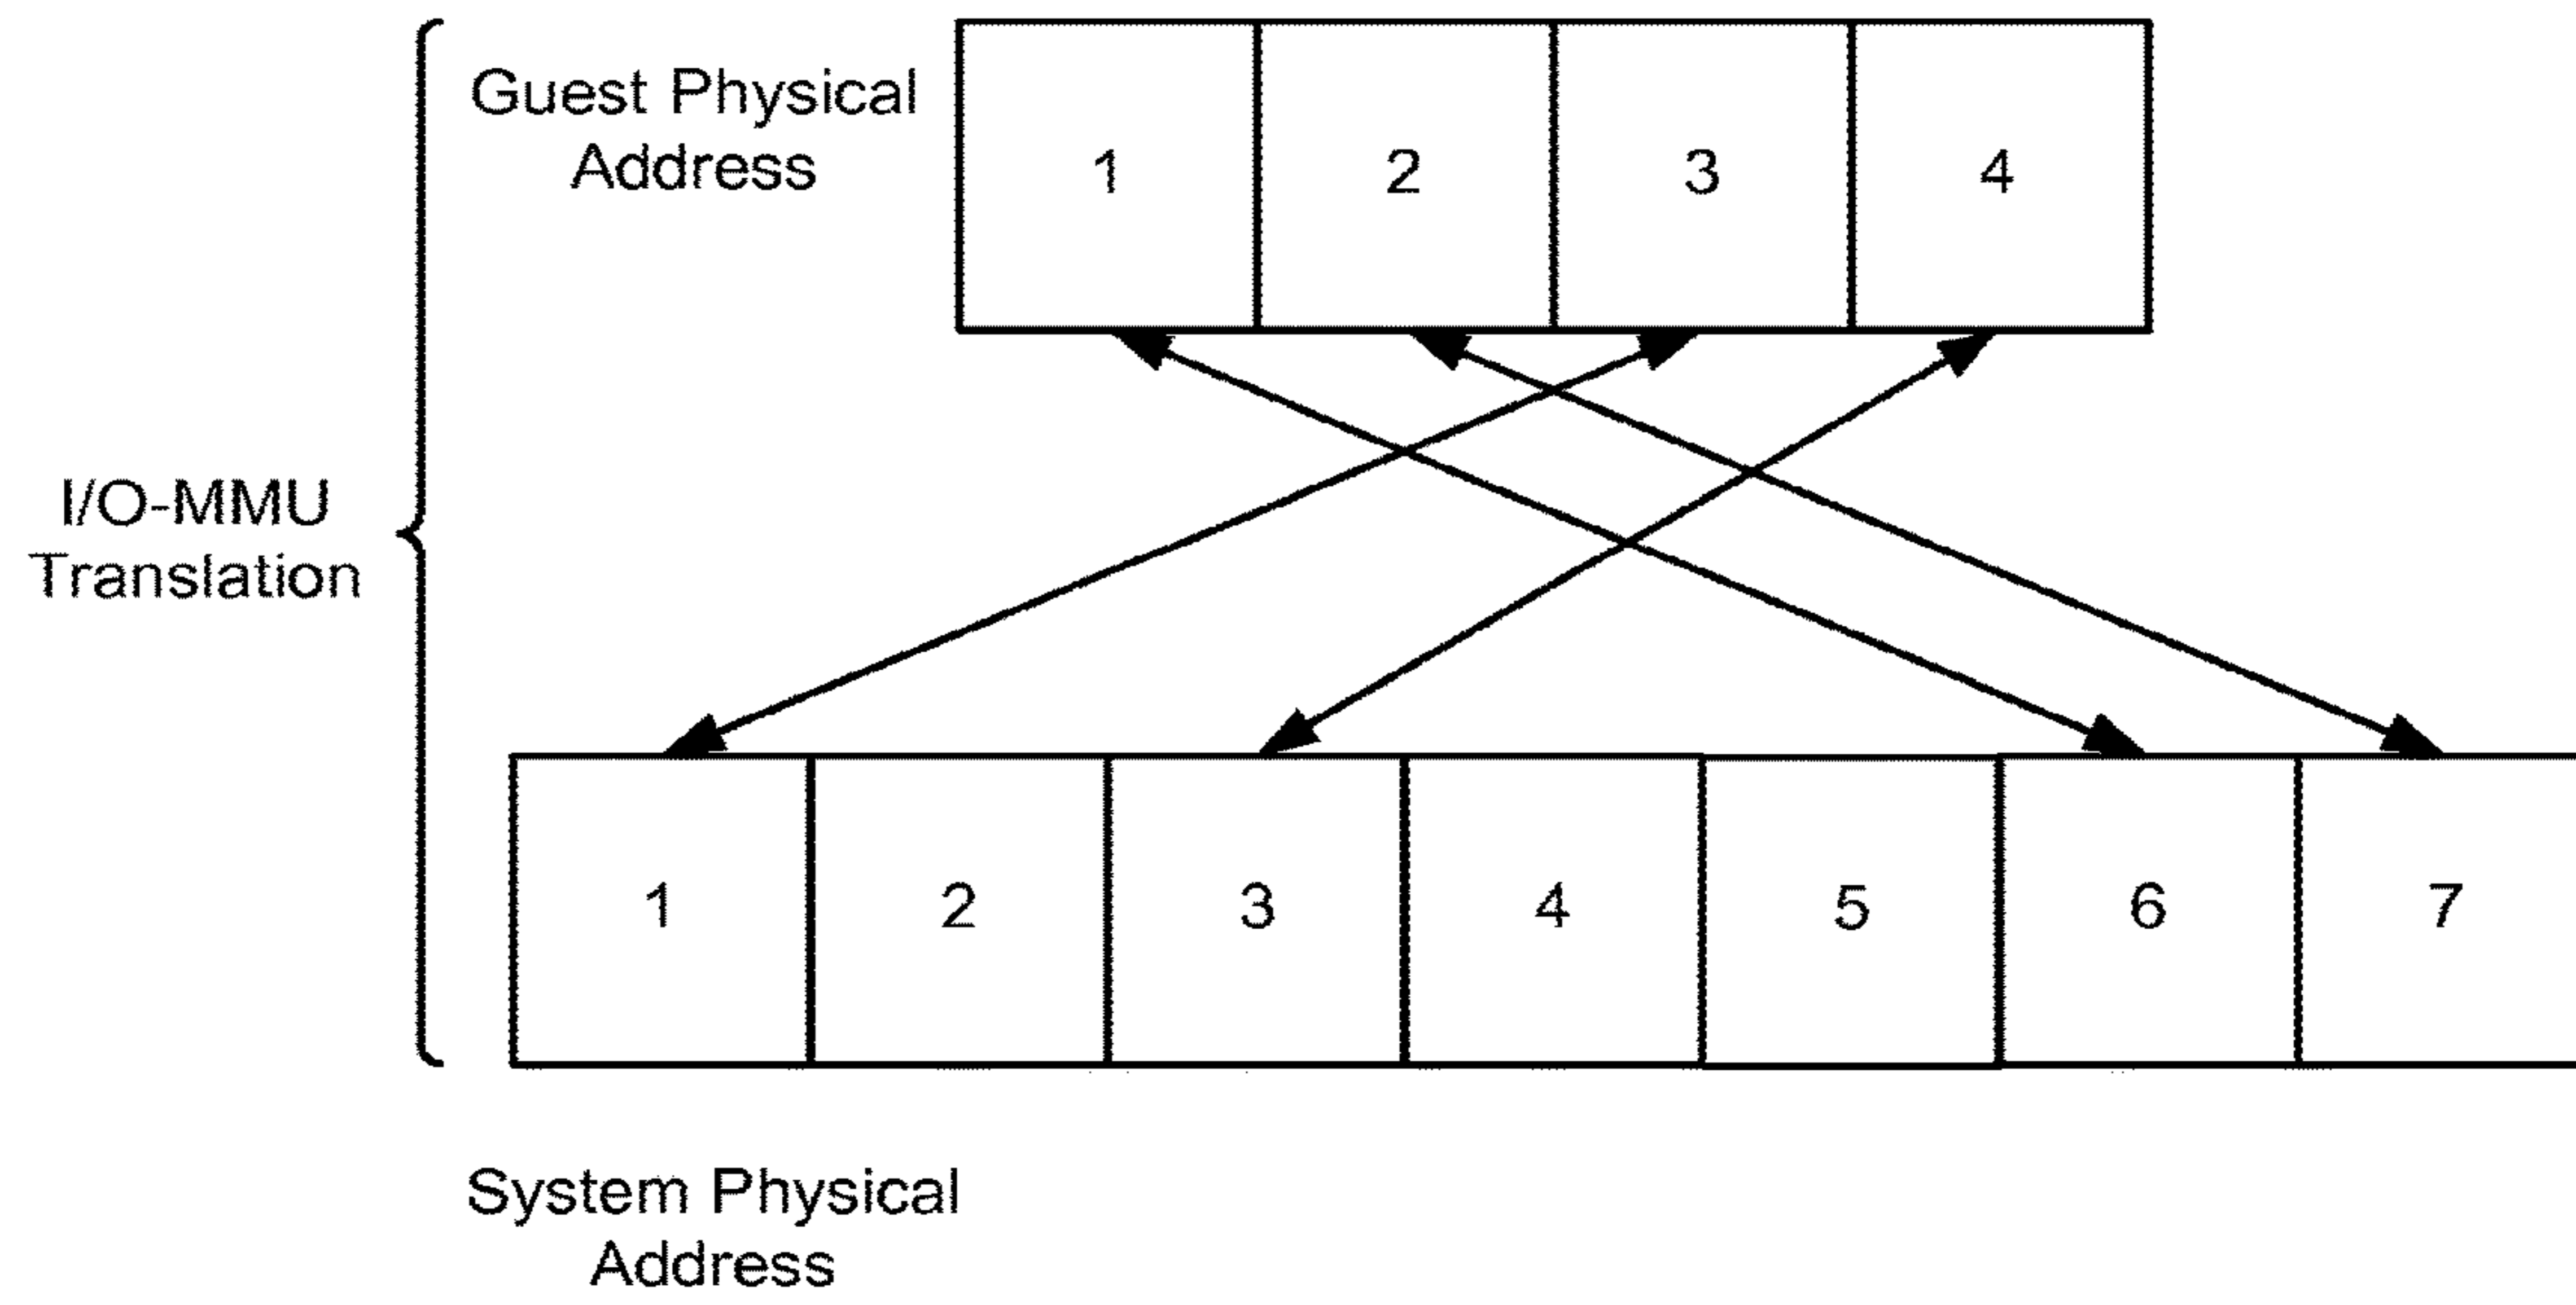 Guest Physical
Address
1 2 3 4
I/O-MMU
Translation
1 2 3 4 5 6 7
System Physical
Address